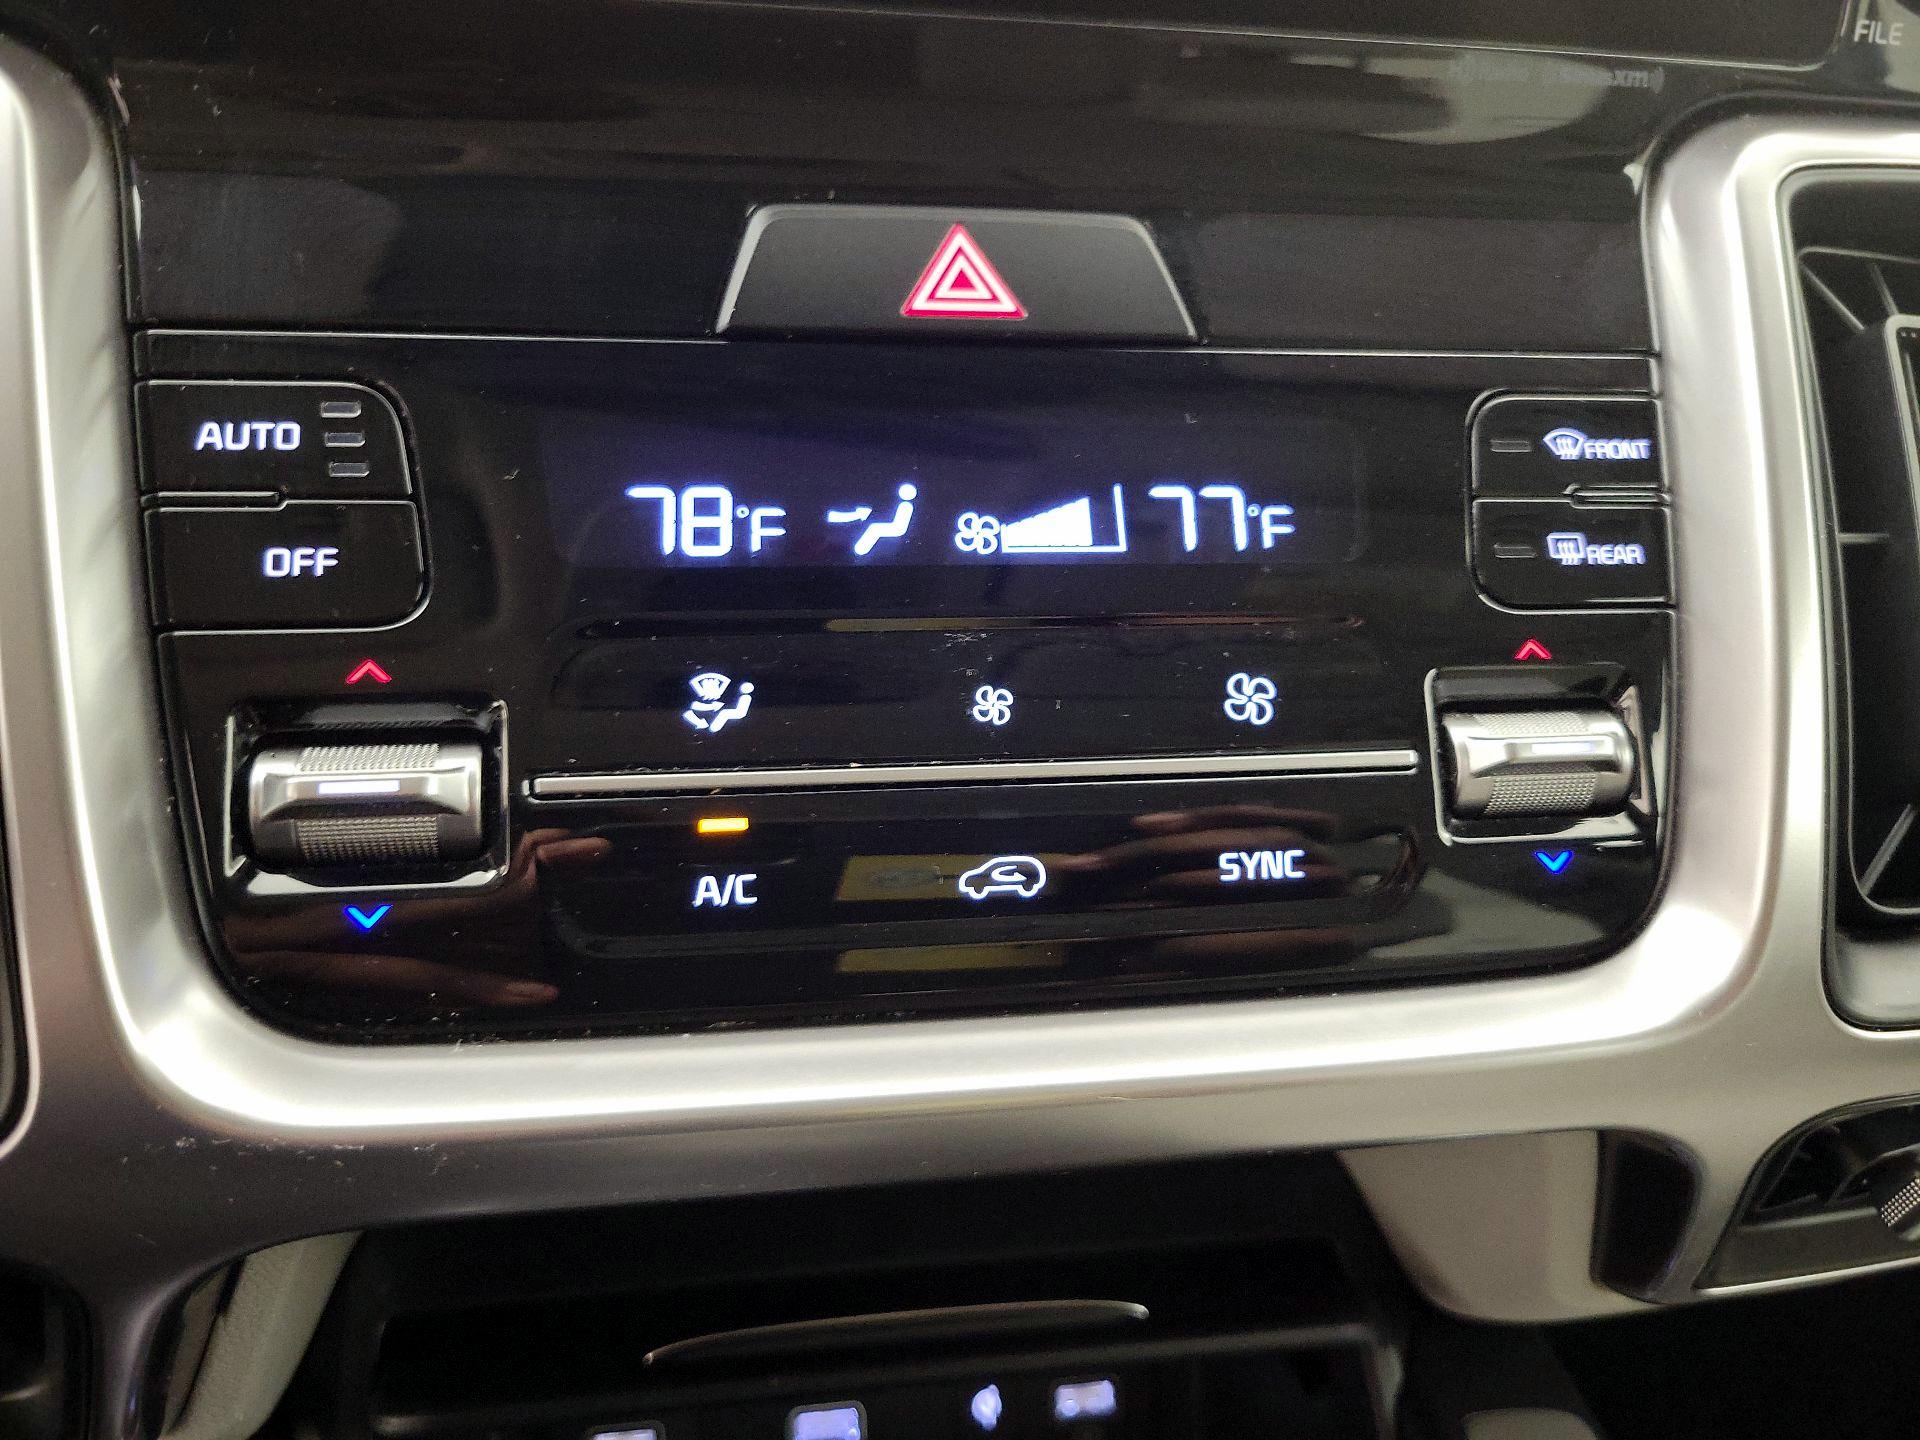 FILE
AUTO
OFF
78°F 77°F
FRONT
REAR
A/C
SYNC